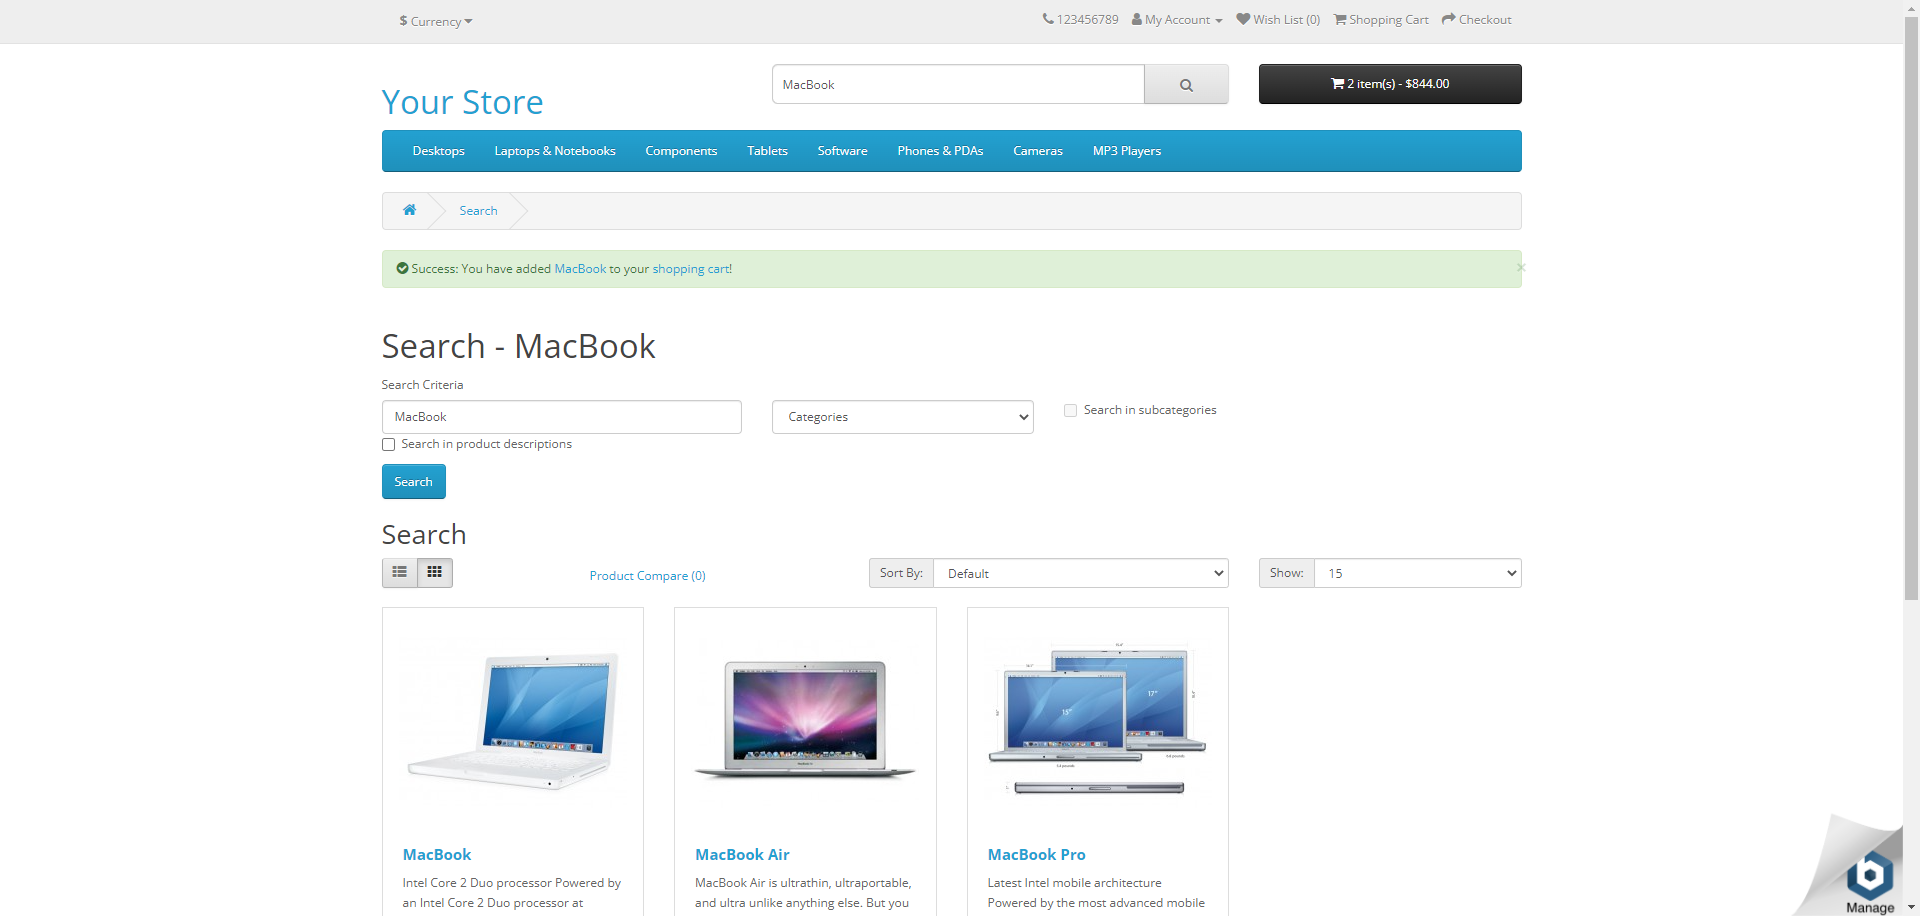 $ Currency
123456789 My Account Wish List (0) Shopping Cart Checkout
Your Store
MacBook
2 item(s) - $844.00
Desktops Laptops & Notebooks Components Tablets Software Phones & PDAs Cameras MP3 Players
Search
Success: You have added MacBook to your shopping cart!
×
Search - MacBook
Search Criteria
MacBook
Categories
Search in subcategories
Search in product descriptions
Search
Search
Product Compare (0)
Sort By: Default
Show: 15
15"
17"
MacBook
Intel Core 2 Duo processor Powered by
an Intel Core 2 Duo processor at
MacBook Air
MacBook Air is ultrathin, ultraportable,
and ultra unlike anything else. But you
MacBook Pro
Latest Intel mobile architecture
Powered by the most advanced mobile
Manage